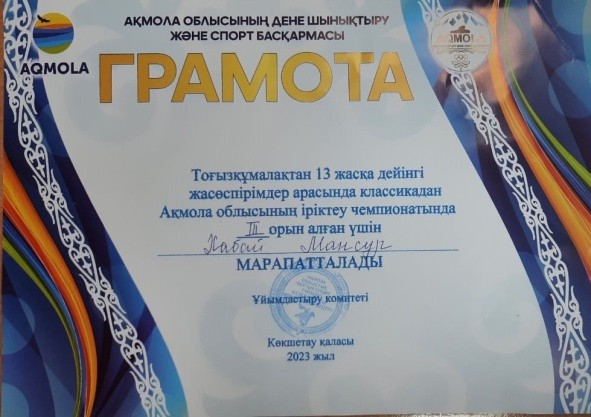 АҚМОЛА ОБЛЫСЫНЫҢ ДЕНЕ ШЫНЫҚТЫРУ
ЖӘНЕ СПОРТ БАСҚАРМАСЫ
AQMOLA
AQMOLA
ГРАМОТА
Тоғызқұмалақтан 13 жасқа дейінгі
жасөспірімдер арасында классикадан
Ақмола облысының іріктеу чемпионатында
III орын алған үшін
Хабай Мансур
МАРАПАТТАЛАДЫ
Ұйымдастыру комитеті
Көкшетау қаласы
2023 жыл